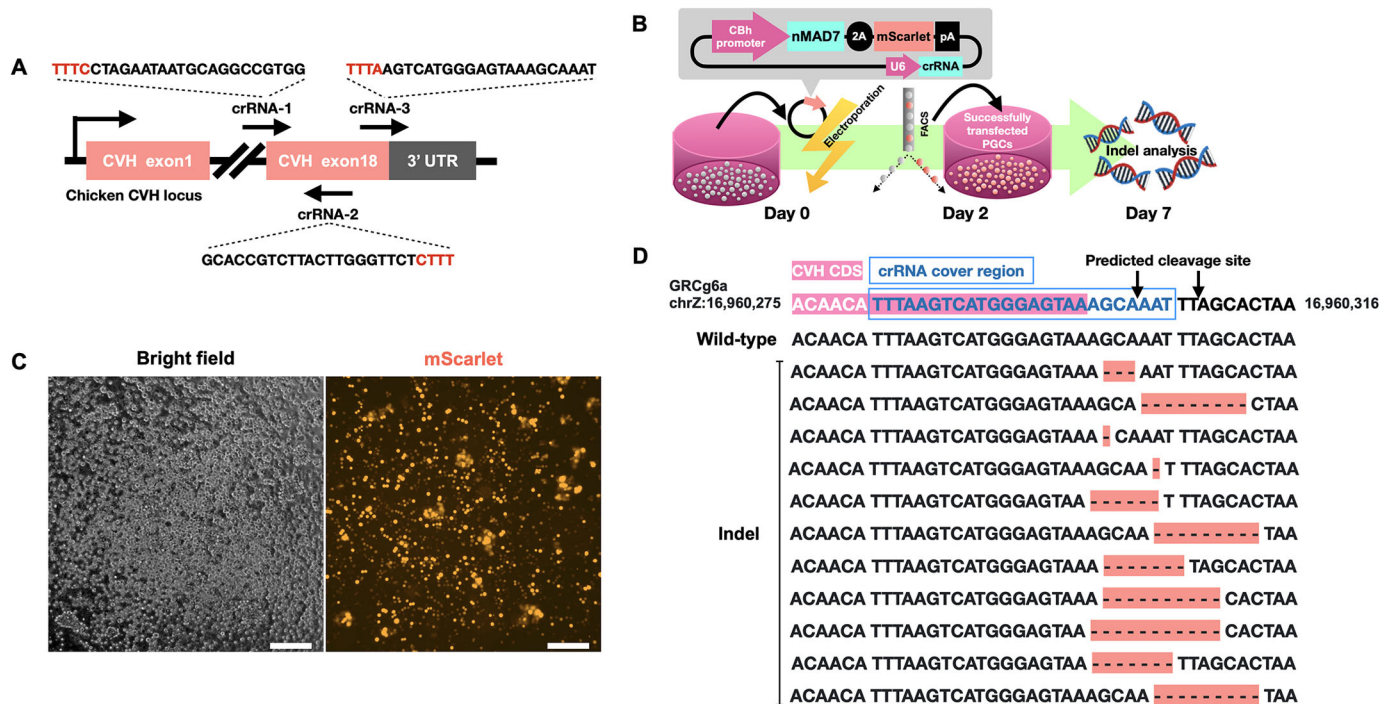 A
TTTCCTAGAATAATGCAGGCCGTGG
TTTAAGTCATGGGAGTAAAGCAAAT
crRNA-1
crRNA-3
CVH exon1
CVH exon18
3' UTR
Chicken CVH locus
crRNA-2
GCACCGTCTTACTTGGGTTCTCTTT
B
CBh promoter
nMAD7
2A
mScarlet
pA
U6
crRNA
Electroporation
FACS
Successfully
transfected
PGCs
Indel analysis
Day 0
Day 2
Day 7
C
Bright field
mScarlet
D
CVH CDS
crRNA cover region
Predicted cleavage site
GRCg6a
chrZ:16,960,275
ACAACA TTTAAGTCATGGGAGTAAAGCAAAT TTAGCACTAA
16,960,316
Wild-type
ACAACA TTTAAGTCATGGGAGTAAAGCAAAT TTAGCACTAA
Indel
ACAACA TTTAAGTCATGGGAGTAAA - - - AAT TTAGCACTAA
ACAACA TTTAAGTCATGGGAGTAAAGCA - - - - - - - - - CTAA
ACAACA TTTAAGTCATGGGAGTAAA - CAAAT TTAGCACTAA
ACAACA TTTAAGTCATGGGAGTAAAGCAA - T TTAGCACTAA
ACAACA TTTAAGTCATGGGAGTAA - - - - - - T TTAGCACTAA
ACAACA TTTAAGTCATGGGAGTAAAGCAA - - - - - - - - - TAA
ACAACA TTTAAGTCATGGGAGTAAA - - - - - - - TAGCACTAA
ACAACA TTTAAGTCATGGGAGTAAA - - - - - - - - - - CACTAA
ACAACA TTTAAGTCATGGGAGTAA - - - - - - - - - - - CACTAA
ACAACA TTTAAGTCATGGGAGTAA - - - - - - - TTAGCACTAA
ACAACA TTTAAGTCATGGGAGTAAAGCAA - - - - - - - - - TAA